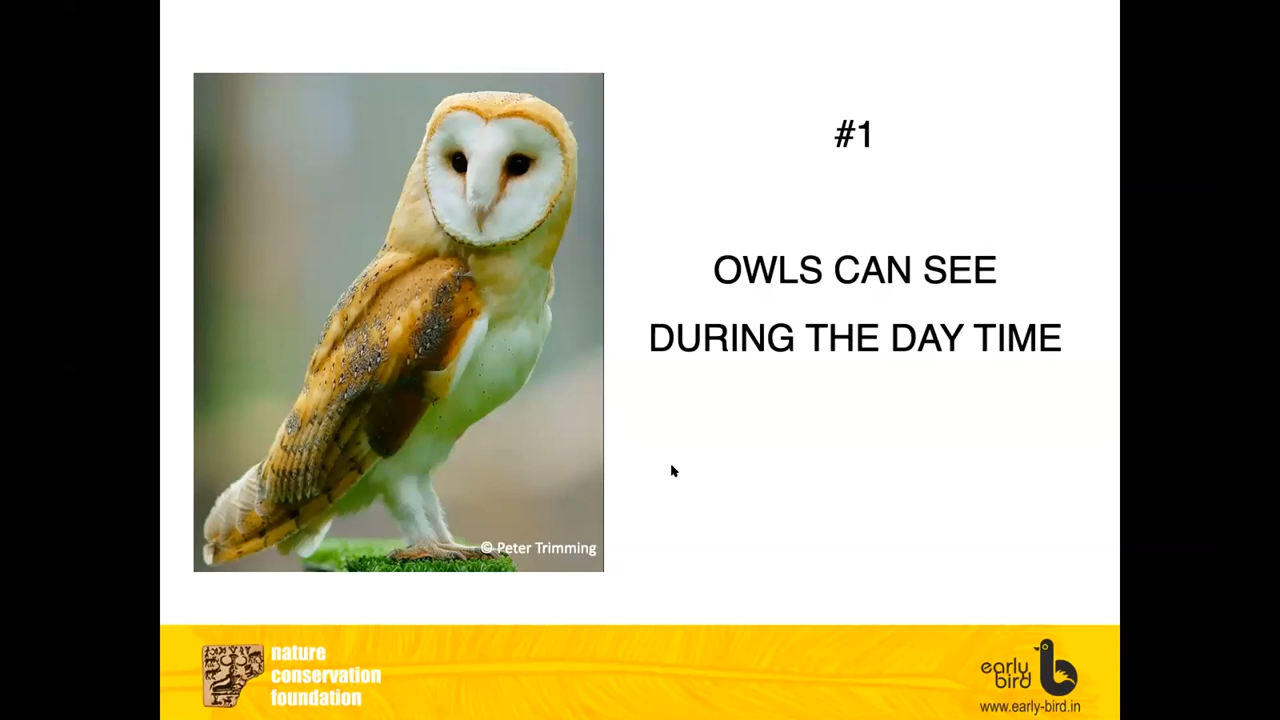 #1
OWLS CAN SEE
DURING THE DAY TIME
© Peter Trimming
nature
conservation
foundation
early
bird
www.early-bird.in